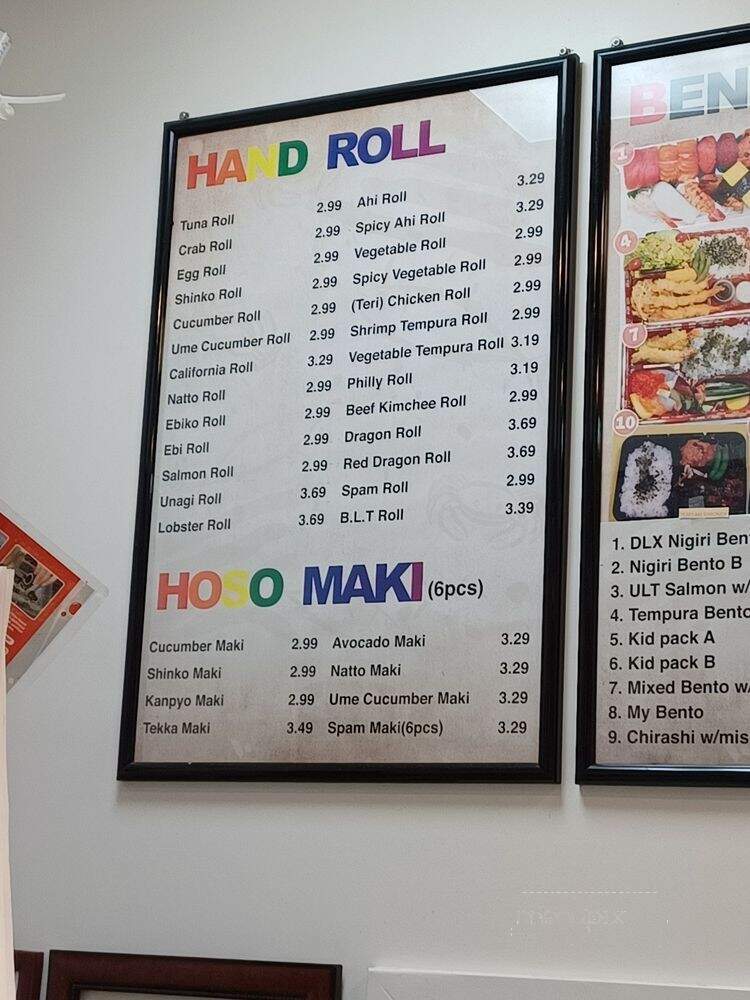 HAND ROLL
Tuna Roll 2.99 Ahi Roll 3.29
Crab Roll 2.99 Spicy Ahi Roll 3.29
Egg Roll 2.99 Vegetable Roll 2.99
Shinko Roll 2.99 Spicy Vegetable Roll 2.99
Cucumber Roll 2.99 (Teri) Chicken Roll 2.99
Ume Cucumber Roll 2.99 Shrimp Tempura Roll 2.99
California Roll 3.29 Vegetable Tempura Roll 3.19
Natto Roll 2.99 Philly Roll 3.19
Ebiko Roll 2.99 Beef Kimchee Roll 2.99
Ebi Roll 2.99 Dragon Roll 3.69
Salmon Roll 2.99 Red Dragon Roll 3.69
Unagi Roll 3.69 Spam Roll 2.99
Lobster Roll 3.69 B.L.T Roll 3.39
HOSO MAKI (6pcs)
Cucumber Maki 2.99 Avocado Maki 3.29
Shinko Maki 2.99 Natto Maki 3.29
Kanpyo Maki 2.99 Ume Cucumber Maki 3.29
Tekka Maki 3.49 Spam Maki(6pcs) 3.29
BEN
1
4
7
10
1. DLX Nigiri Ben
2. Nigiri Bento B
3. ULT Salmon w/
4. Tempura Bento
5. Kid pack A
6. Kid pack B
7. Mixed Bento w/
8. My Bento
9. Chirashi w/mis